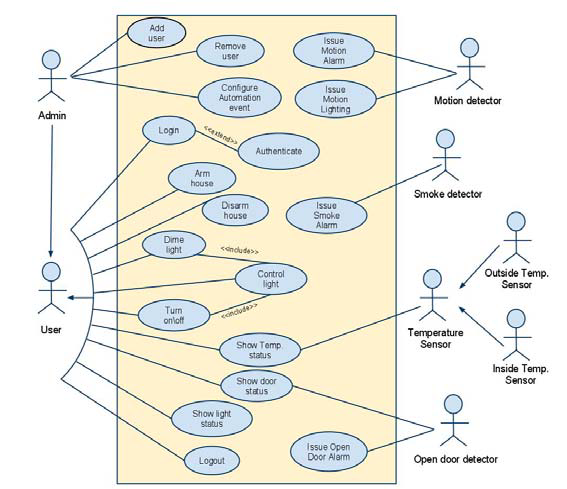 Add
user
Remove
user
Issue
Motion
Alarm
Admin
Configure
Automation
event
Issue
Motion
Lighting
Motion detector
Login
<<extend>>
Authenticate
Arm
house
Disarm
house
Issue
Smoke
Alarm
Smoke detector
Dime
light
<<include>>
Control
light
Outside Temp.
Sensor
User
Turn
on\off
<<include>>
Temperature
Sensor
Show Temp.
status
Inside Temp.
Sensor
Show door
status
Show light
status
Issue Open
Door Alarm
Open door detector
Logout